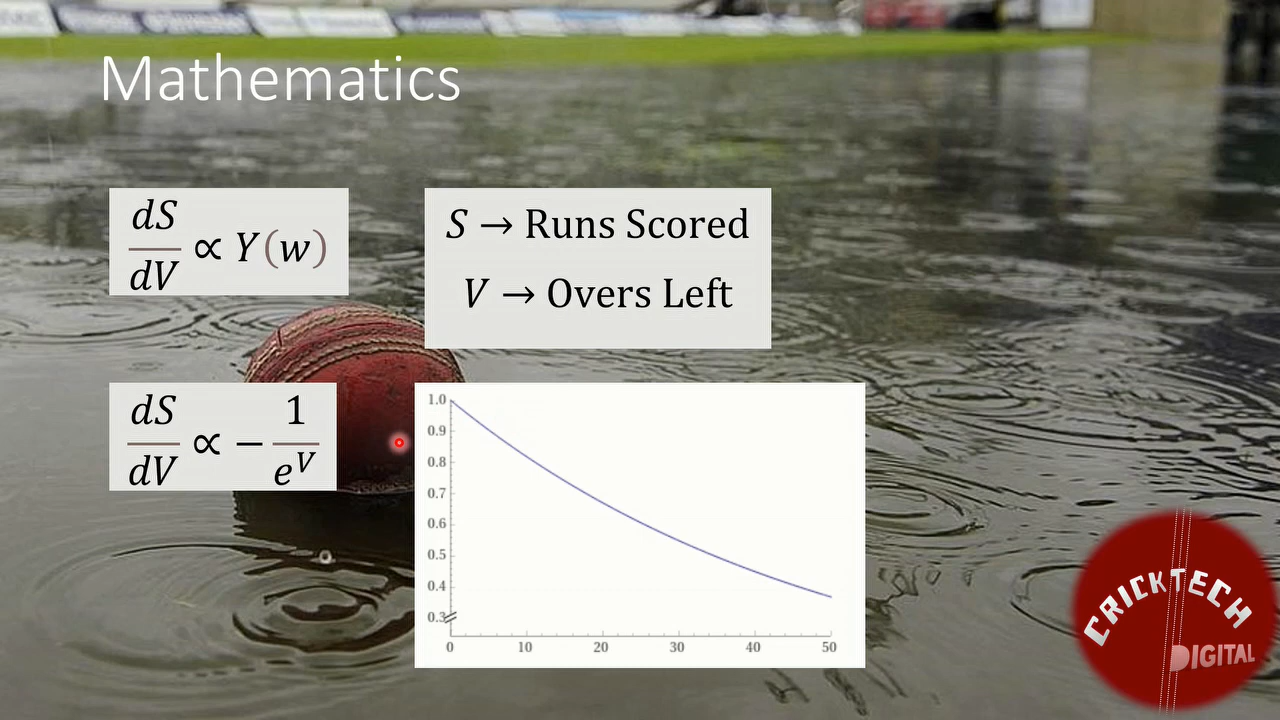 Mathematics
dS/dV ∝ Y(w)
S → Runs Scored
V → Overs Left
dS/dV ∝ − 1/e^V
1.0
0.9
0.8
0.7
0.6
0.5
0.4
0.3
0 10 20 30 40 50
CRICKTECH
DIGITAL